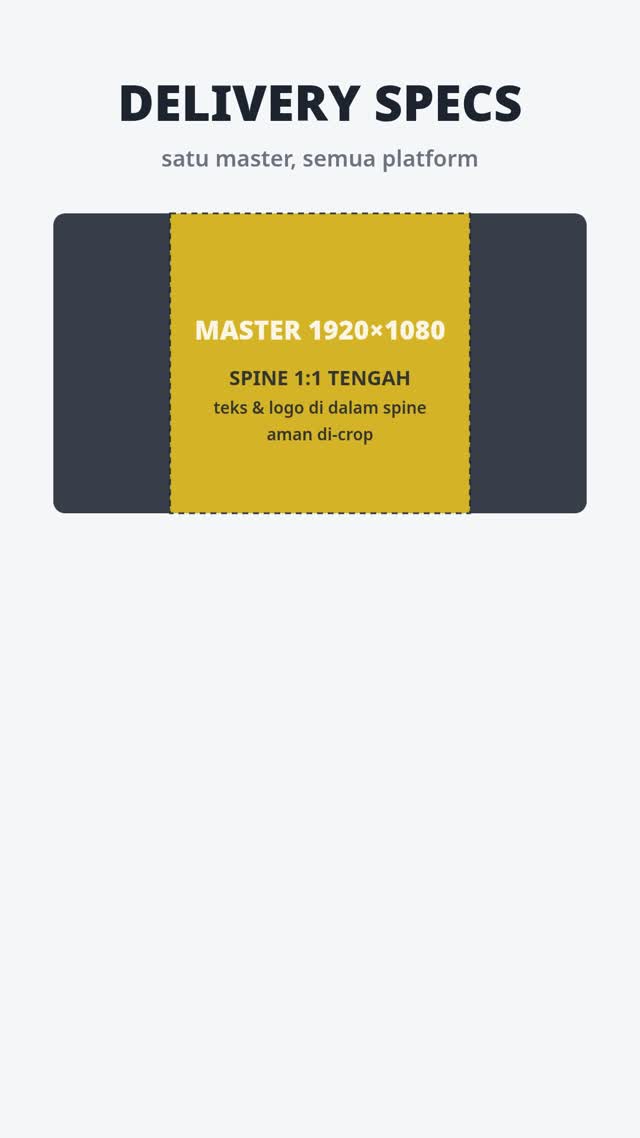 DELIVERY SPECS
satu master, semua platform
MASTER 1920×1080
SPINE 1:1 TENGAH
teks & logo di dalam spine
aman di-crop